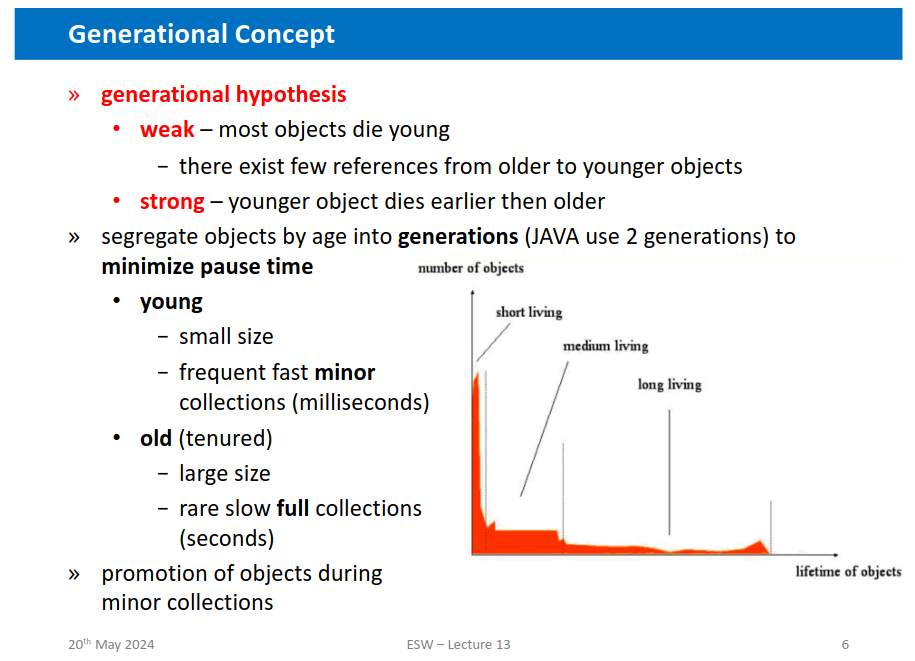 Generational Concept
» generational hypothesis
• weak – most objects die young
– there exist few references from older to younger objects
• strong – younger object dies earlier then older
» segregate objects by age into generations (JAVA use 2 generations) to
minimize pause time
• young
– small size
– frequent fast minor
collections (milliseconds)
• old (tenured)
– large size
– rare slow full collections
(seconds)
» promotion of objects during
minor collections
number of objects
short living
medium living
long living
lifetime of objects
20th May 2024
ESW – Lecture 13
6